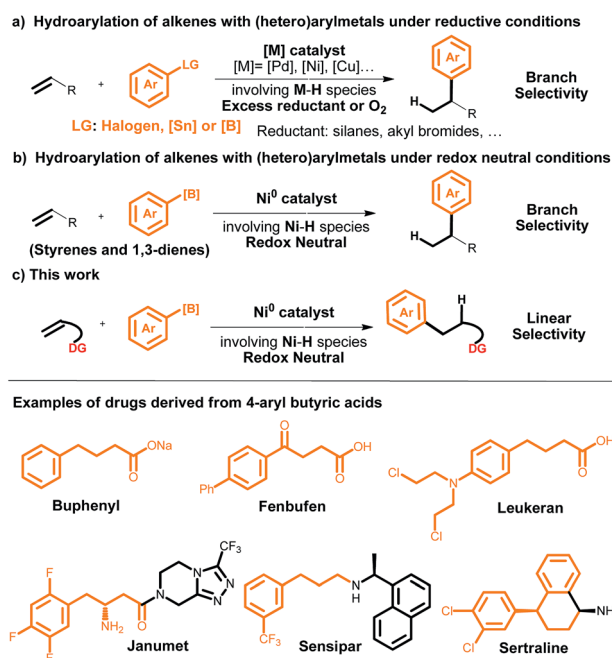 a) Hydroarylation of alkenes with (hetero)arylmetals under reductive conditions
R
+
Ar
LG
[M] catalyst
[M]= [Pd], [Ni], [Cu]...
involving M-H species
Excess reductant or O2
Ar
H
R
Branch
Selectivity
LG: Halogen, [Sn] or [B]
Reductant: silanes, akyl bromides, ...
b) Hydroarylation of alkenes with (hetero)arylmetals under redox neutral conditions
R
+
Ar
[B]
Ni0 catalyst
involving Ni-H species
Redox Neutral
Ar
H
R
Branch
Selectivity
(Styrenes and 1,3-dienes)
c) This work
DG
+
Ar
[B]
Ni0 catalyst
involving Ni-H species
Redox Neutral
Ar
H
DG
Linear
Selectivity
Examples of drugs derived from 4-aryl butyric acids
ONa
O
Buphenyl
O
OH
O
Ph
Fenbufen
Cl
N
Cl
OH
O
Leukeran
F
F
F
NH2
O
N
N
N
N
CF3
Janumet
CF3
N
H
Sensipar
Cl
Cl
NH
Sertraline